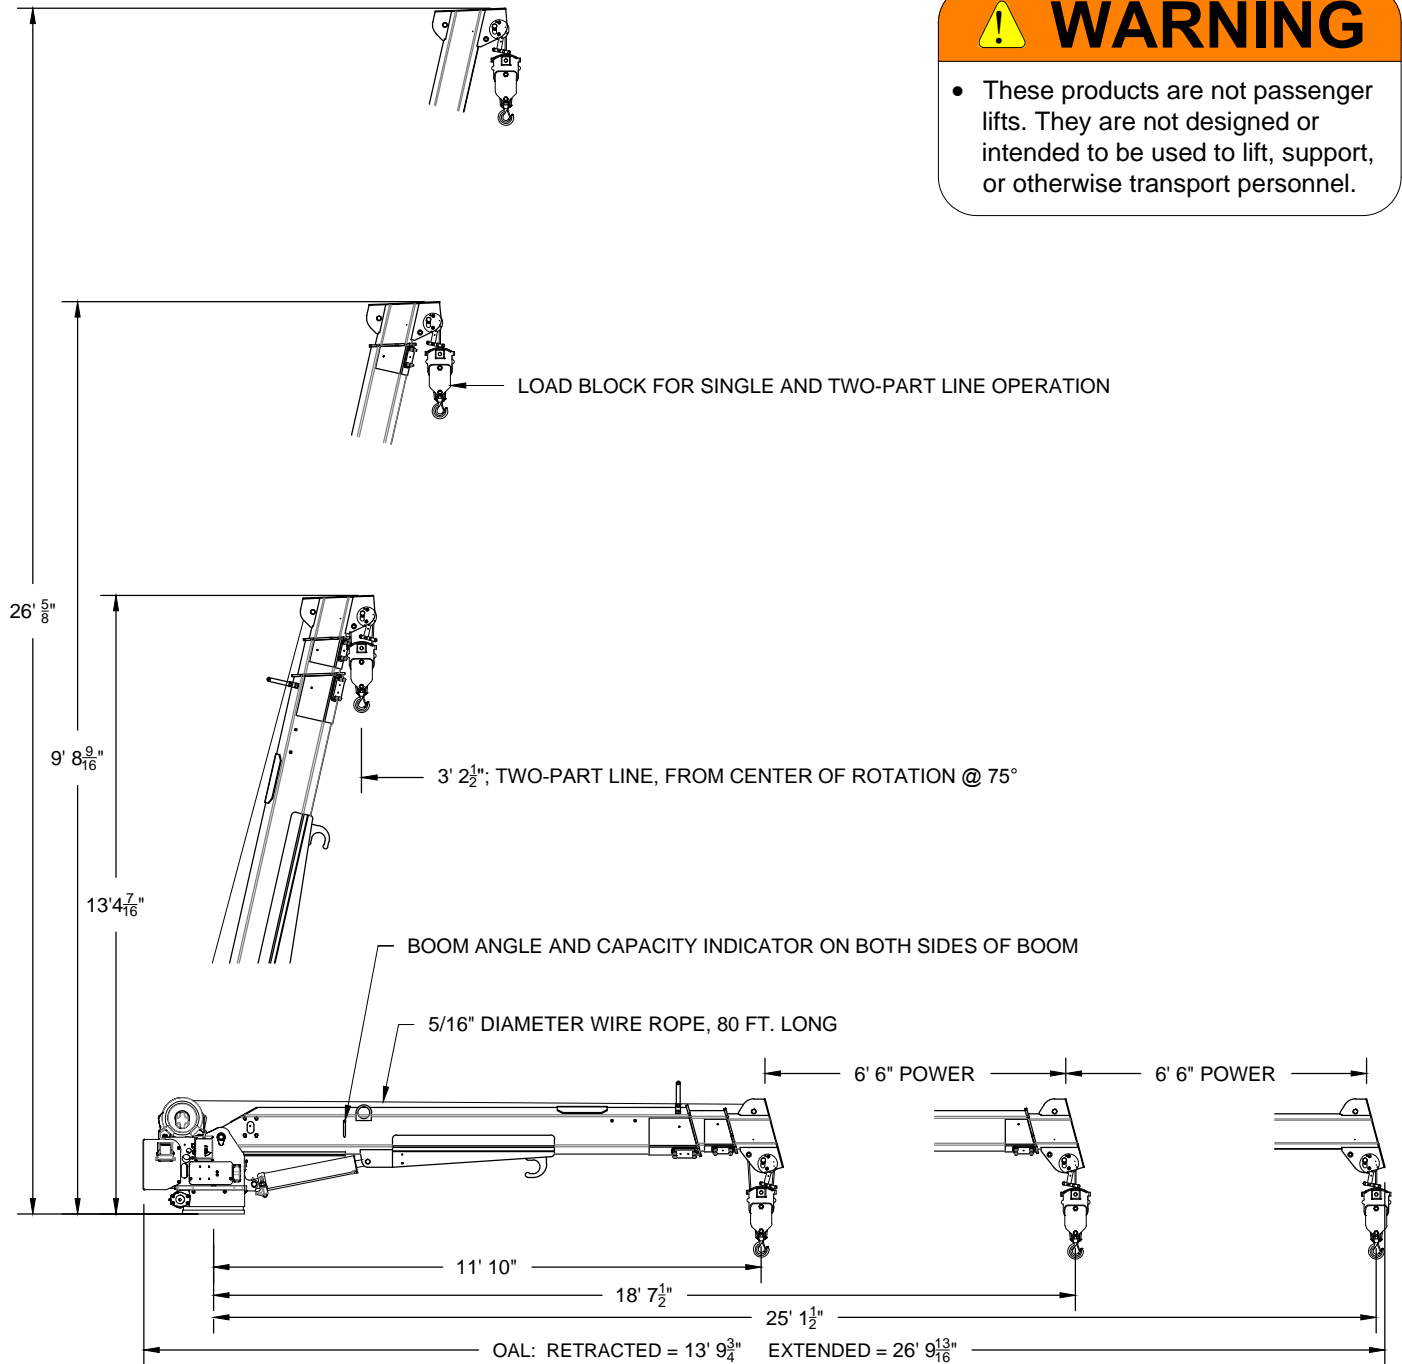 WARNING
• These products are not passenger
lifts. They are not designed or
intended to be used to lift, support,
or otherwise transport personnel.
LOAD BLOCK FOR SINGLE AND TWO-PART LINE OPERATION
26' 5/8"
9' 8 9/16"
3' 2 1/2"; TWO-PART LINE, FROM CENTER OF ROTATION @ 75°
13'4 7/16"
BOOM ANGLE AND CAPACITY INDICATOR ON BOTH SIDES OF BOOM
5/16" DIAMETER WIRE ROPE, 80 FT. LONG
6' 6" POWER
6' 6" POWER
11' 10"
18' 7 1/2"
25' 1 1/2"
OAL: RETRACTED = 13' 9 3/4" EXTENDED = 26' 9 13/16"